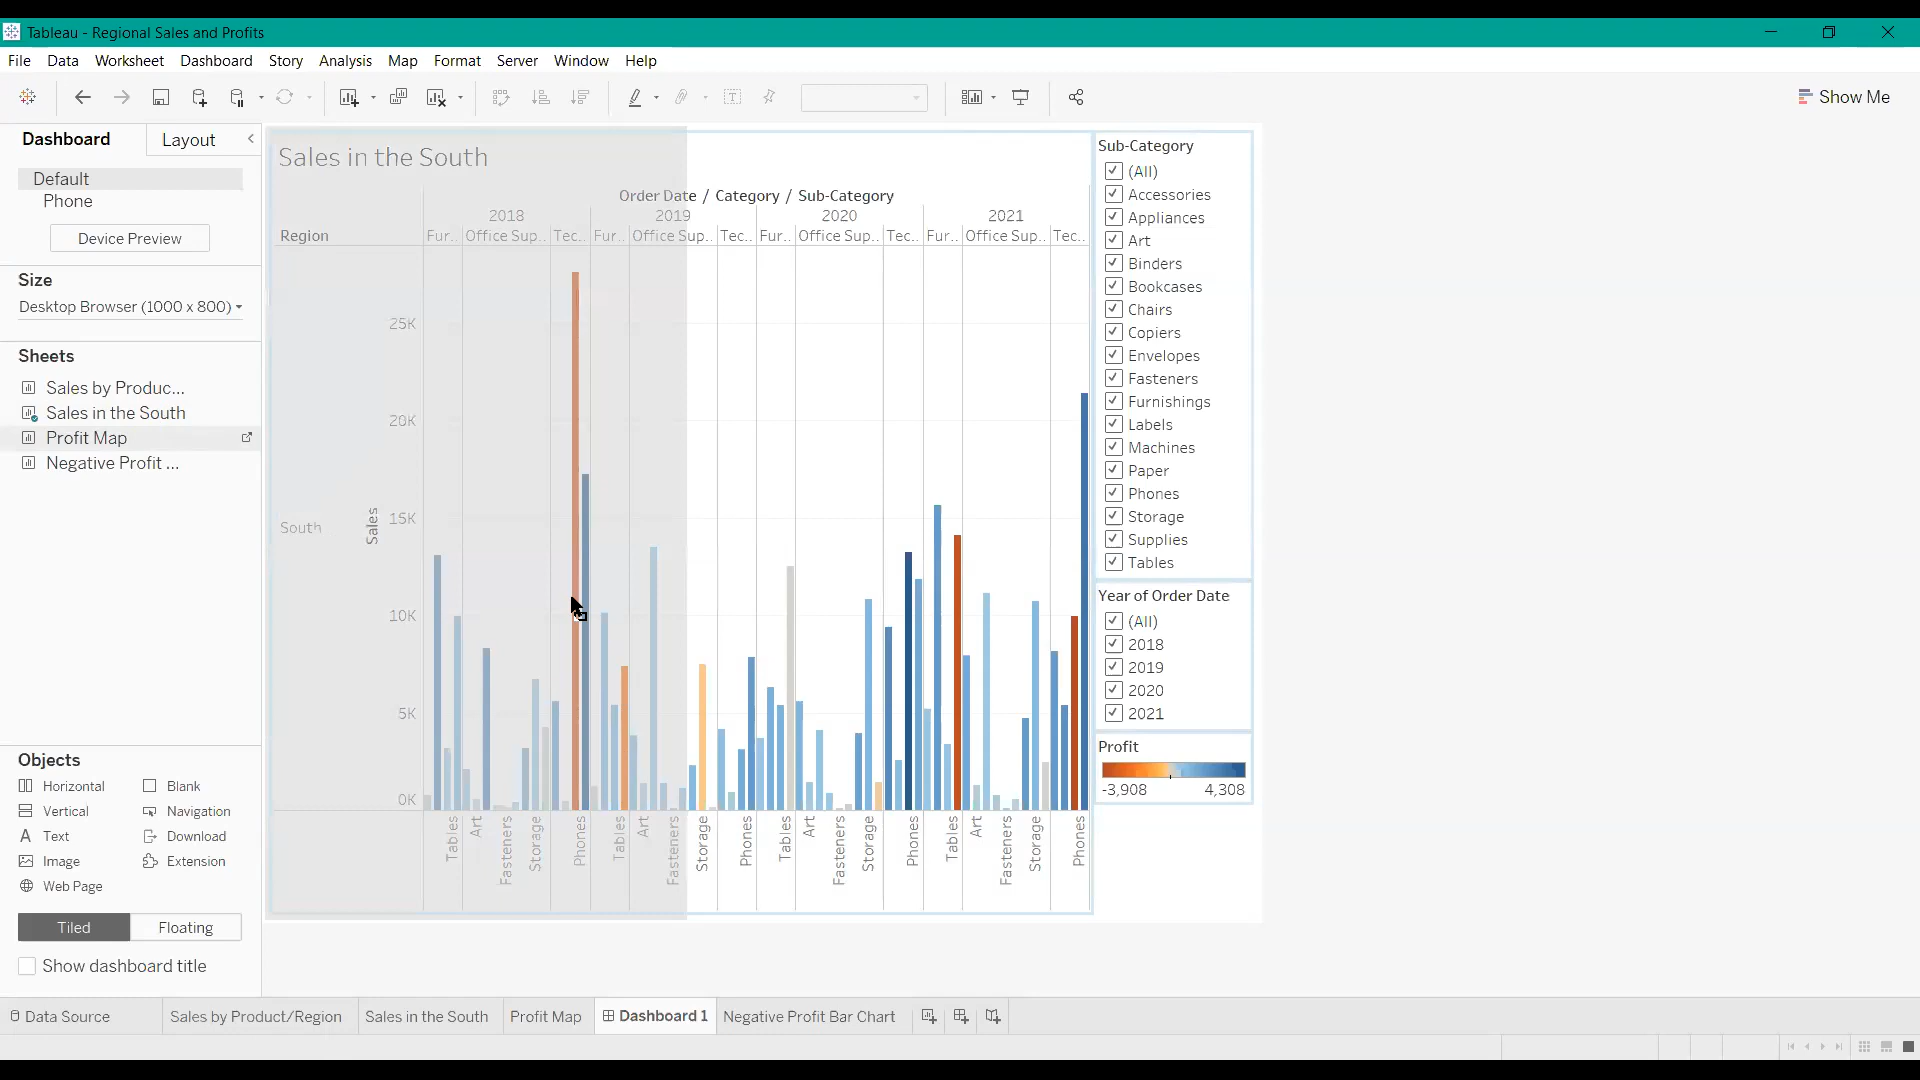 Tableau - Regional Sales and Profits
File Data Worksheet Dashboard Story Analysis Map Format Server Window Help
Show Me
Dashboard Layout
Default
Phone
Device Preview
Size
Desktop Browser (1000 x 800)
Sheets
Sales by Produc...
Sales in the South
Profit Map
Negative Profit ...
Objects
Horizontal Blank
Vertical Navigation
Text Download
Image Extension
Web Page
Tiled Floating
Show dashboard title
Sales in the South
Order Date / Category / Sub-Category
2018 2019 2020 2021
Region Fur.. Office Sup.. Tec.. Fur.. Office Sup.. Tec.. Fur.. Office Sup.. Tec.. Fur.. Office Sup.. Tec..
25K
20K
15K
South
Sales
10K
5K
0K
Tables Art Fasteners Storage Phones Tables Art Fasteners Storage Phones Tables Art Fasteners Storage Phones Tables Art Fasteners Storage Phones
Sub-Category
(All)
Accessories
Appliances
Art
Binders
Bookcases
Chairs
Copiers
Envelopes
Fasteners
Furnishings
Labels
Machines
Paper
Phones
Storage
Supplies
Tables
Year of Order Date
(All)
2018
2019
2020
2021
Profit
-3,908 4,308
Data Source Sales by Product/Region Sales in the South Profit Map Dashboard 1 Negative Profit Bar Chart